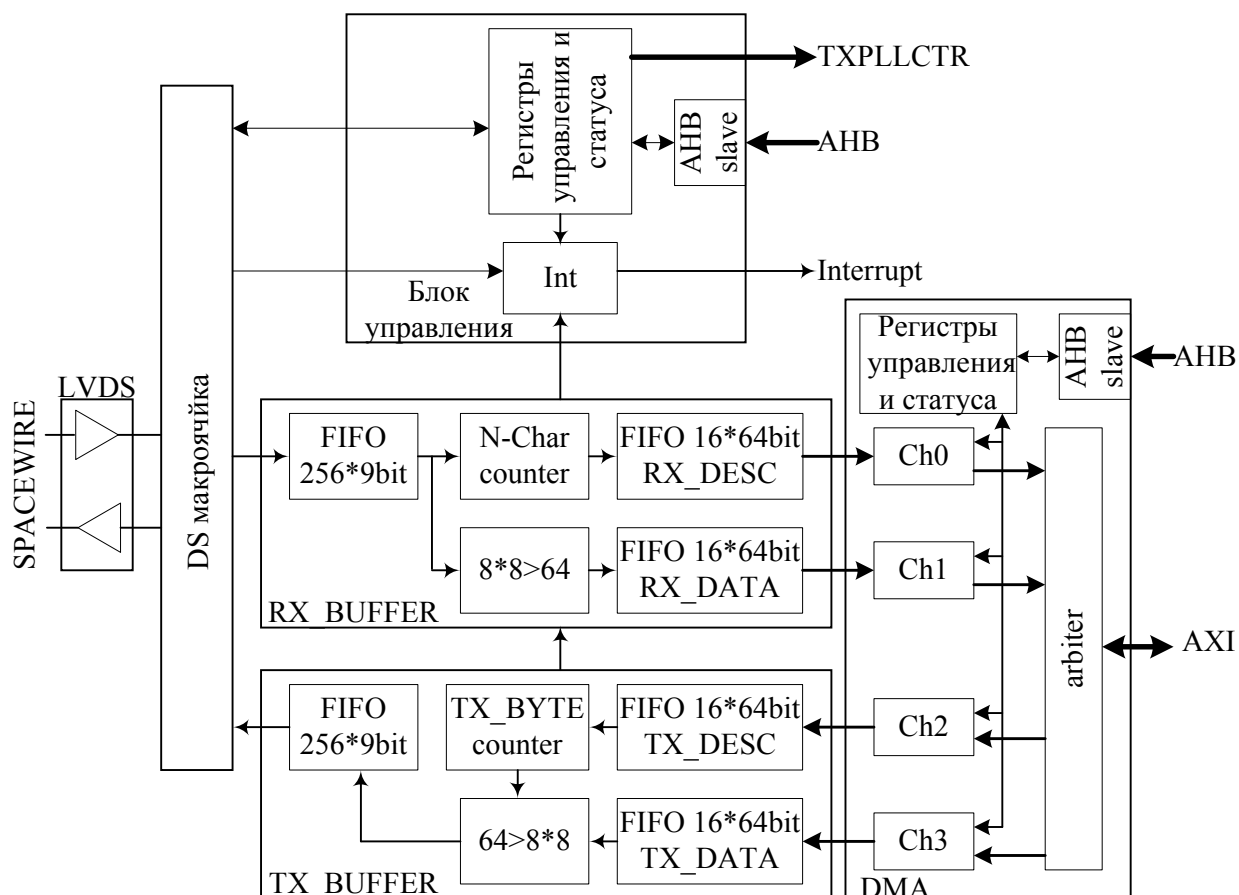 Регистры
управления и
статуса
TXPLLCTR
AHB
slave
AHB
Int
Interrupt
Блок
управления
DS макроячйка
LVDS
SPACEWIRE
FIFO
256*9bit
N-Char
counter
FIFO 16*64bit
RX_DESC
8*8>64
FIFO 16*64bit
RX_DATA
RX_BUFFER
FIFO
256*9bit
TX_BYTE
counter
FIFO 16*64bit
TX_DESC
64>8*8
FIFO 16*64bit
TX_DATA
TX_BUFFER
Регистры
управления
и статуса
AHB
slave
AHB
Ch0
Ch1
Ch2
Ch3
arbiter
AXI
DMA